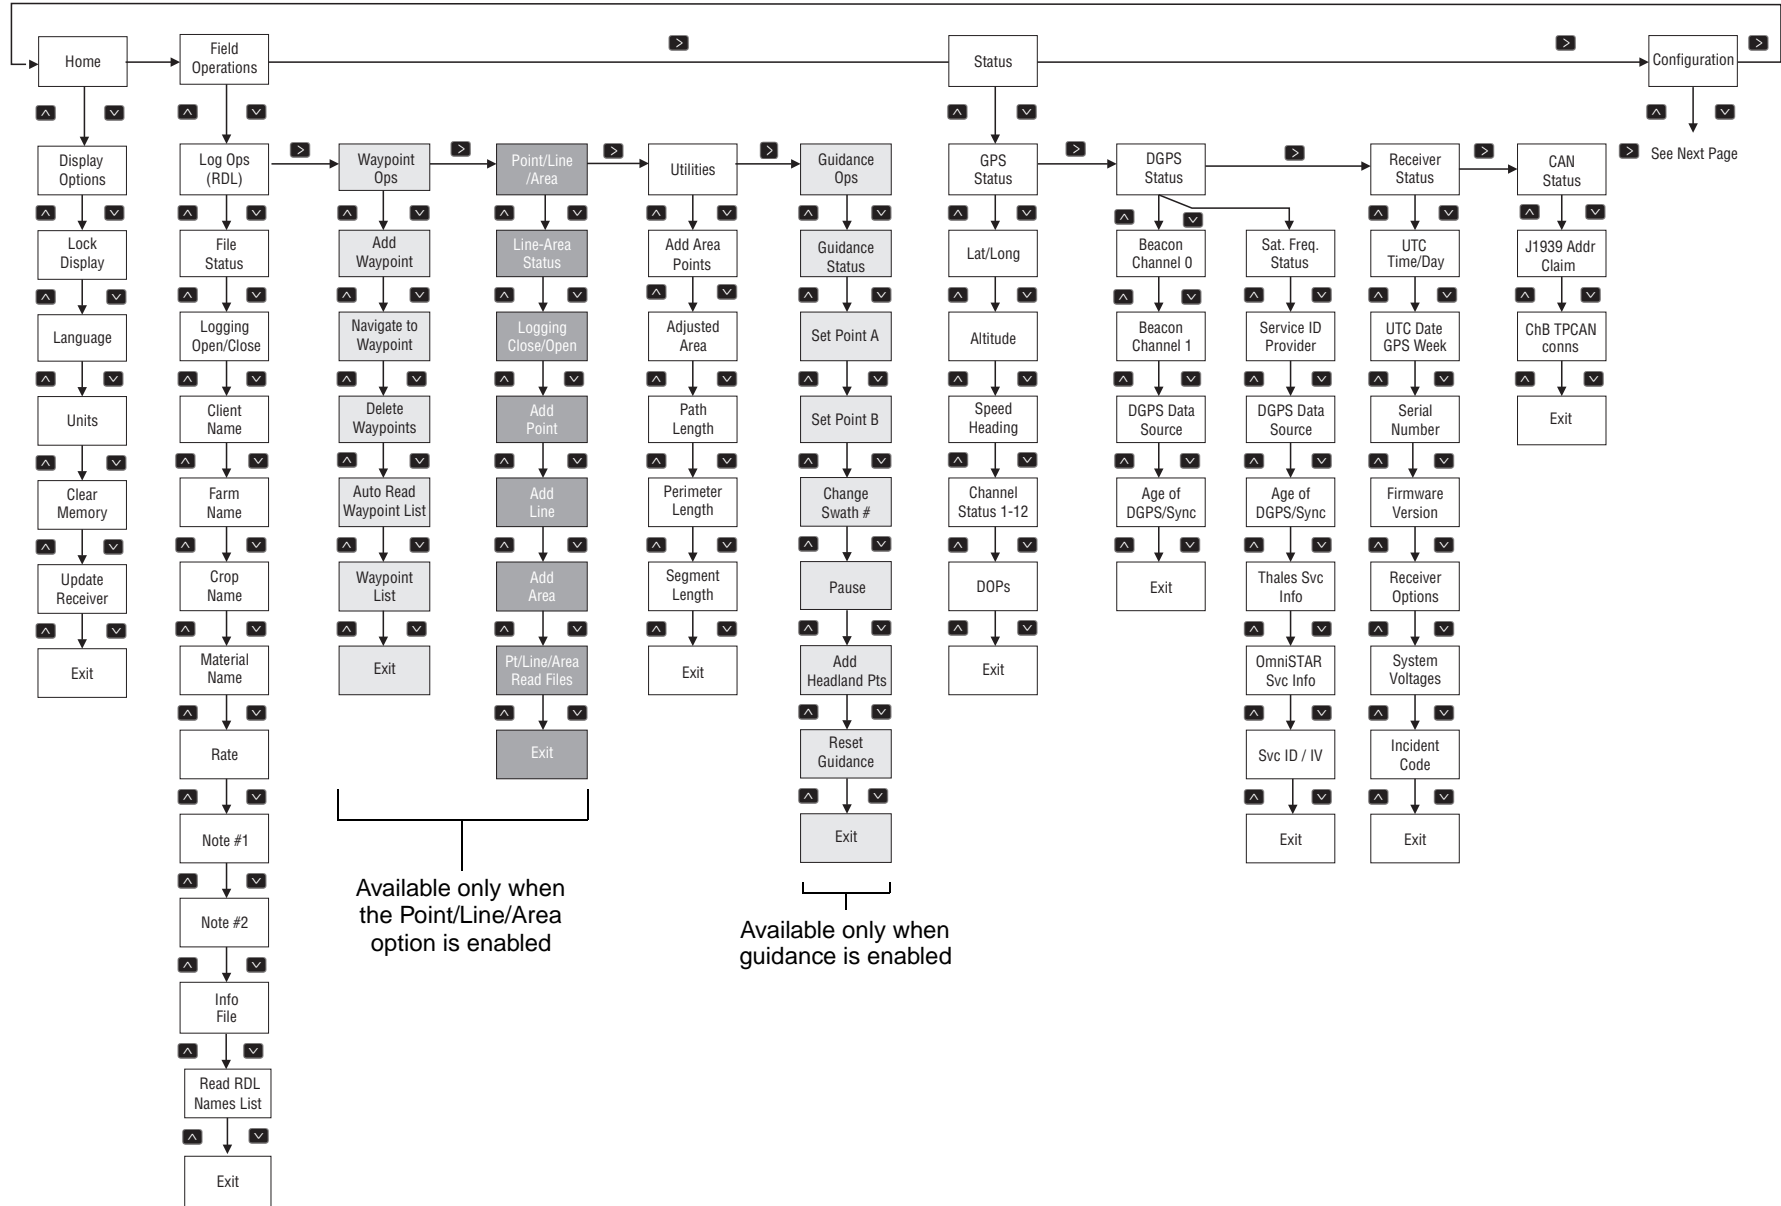 Home
Field
Operations
Status
Configuration
Display
Options
Lock
Display
Language
Units
Clear
Memory
Update
Receiver
Exit
Log Ops
(RDL)
File
Status
Logging
Open/Close
Client
Name
Farm
Name
Crop
Name
Material
Name
Rate
Note #1
Note #2
Info
File
Read RDL
Names List
Exit
Waypoint
Ops
Add
Waypoint
Navigate to
Waypoint
Delete
Waypoints
Auto Read
Waypoint List
Waypoint
List
Exit
Point/Line
/Area
Line-Area
Status
Logging
Close/Open
Add
Point
Add
Line
Add
Area
Pt/Line/Area
Read Files
Exit
Available only when
the Point/Line/Area
option is enabled
Utilities
Add Area
Points
Adjusted
Area
Path
Length
Perimeter
Length
Segment
Length
Exit
Guidance
Ops
Guidance
Status
Set Point A
Set Point B
Change
Swath #
Pause
Add
Headland Pts
Reset
Guidance
Exit
Available only when
guidance is enabled
GPS
Status
Lat/Long
Altitude
Speed
Heading
Channel
Status 1-12
DOPs
Exit
DGPS
Status
Beacon
Channel 0
Beacon
Channel 1
DGPS Data
Source
Age of
DGPS/Sync
Exit
Sat. Freq.
Status
Service ID
Provider
DGPS Data
Source
Age of
DGPS/Sync
Thales Svc
Info
OmniSTAR
Svc Info
Svc ID / IV
Exit
Receiver
Status
UTC
Time/Day
UTC Date
GPS Week
Serial
Number
Firmware
Version
Receiver
Options
System
Voltages
Incident
Code
Exit
CAN
Status
J1939 Addr
Claim
ChB TPCAN
conns
Exit
See Next Page